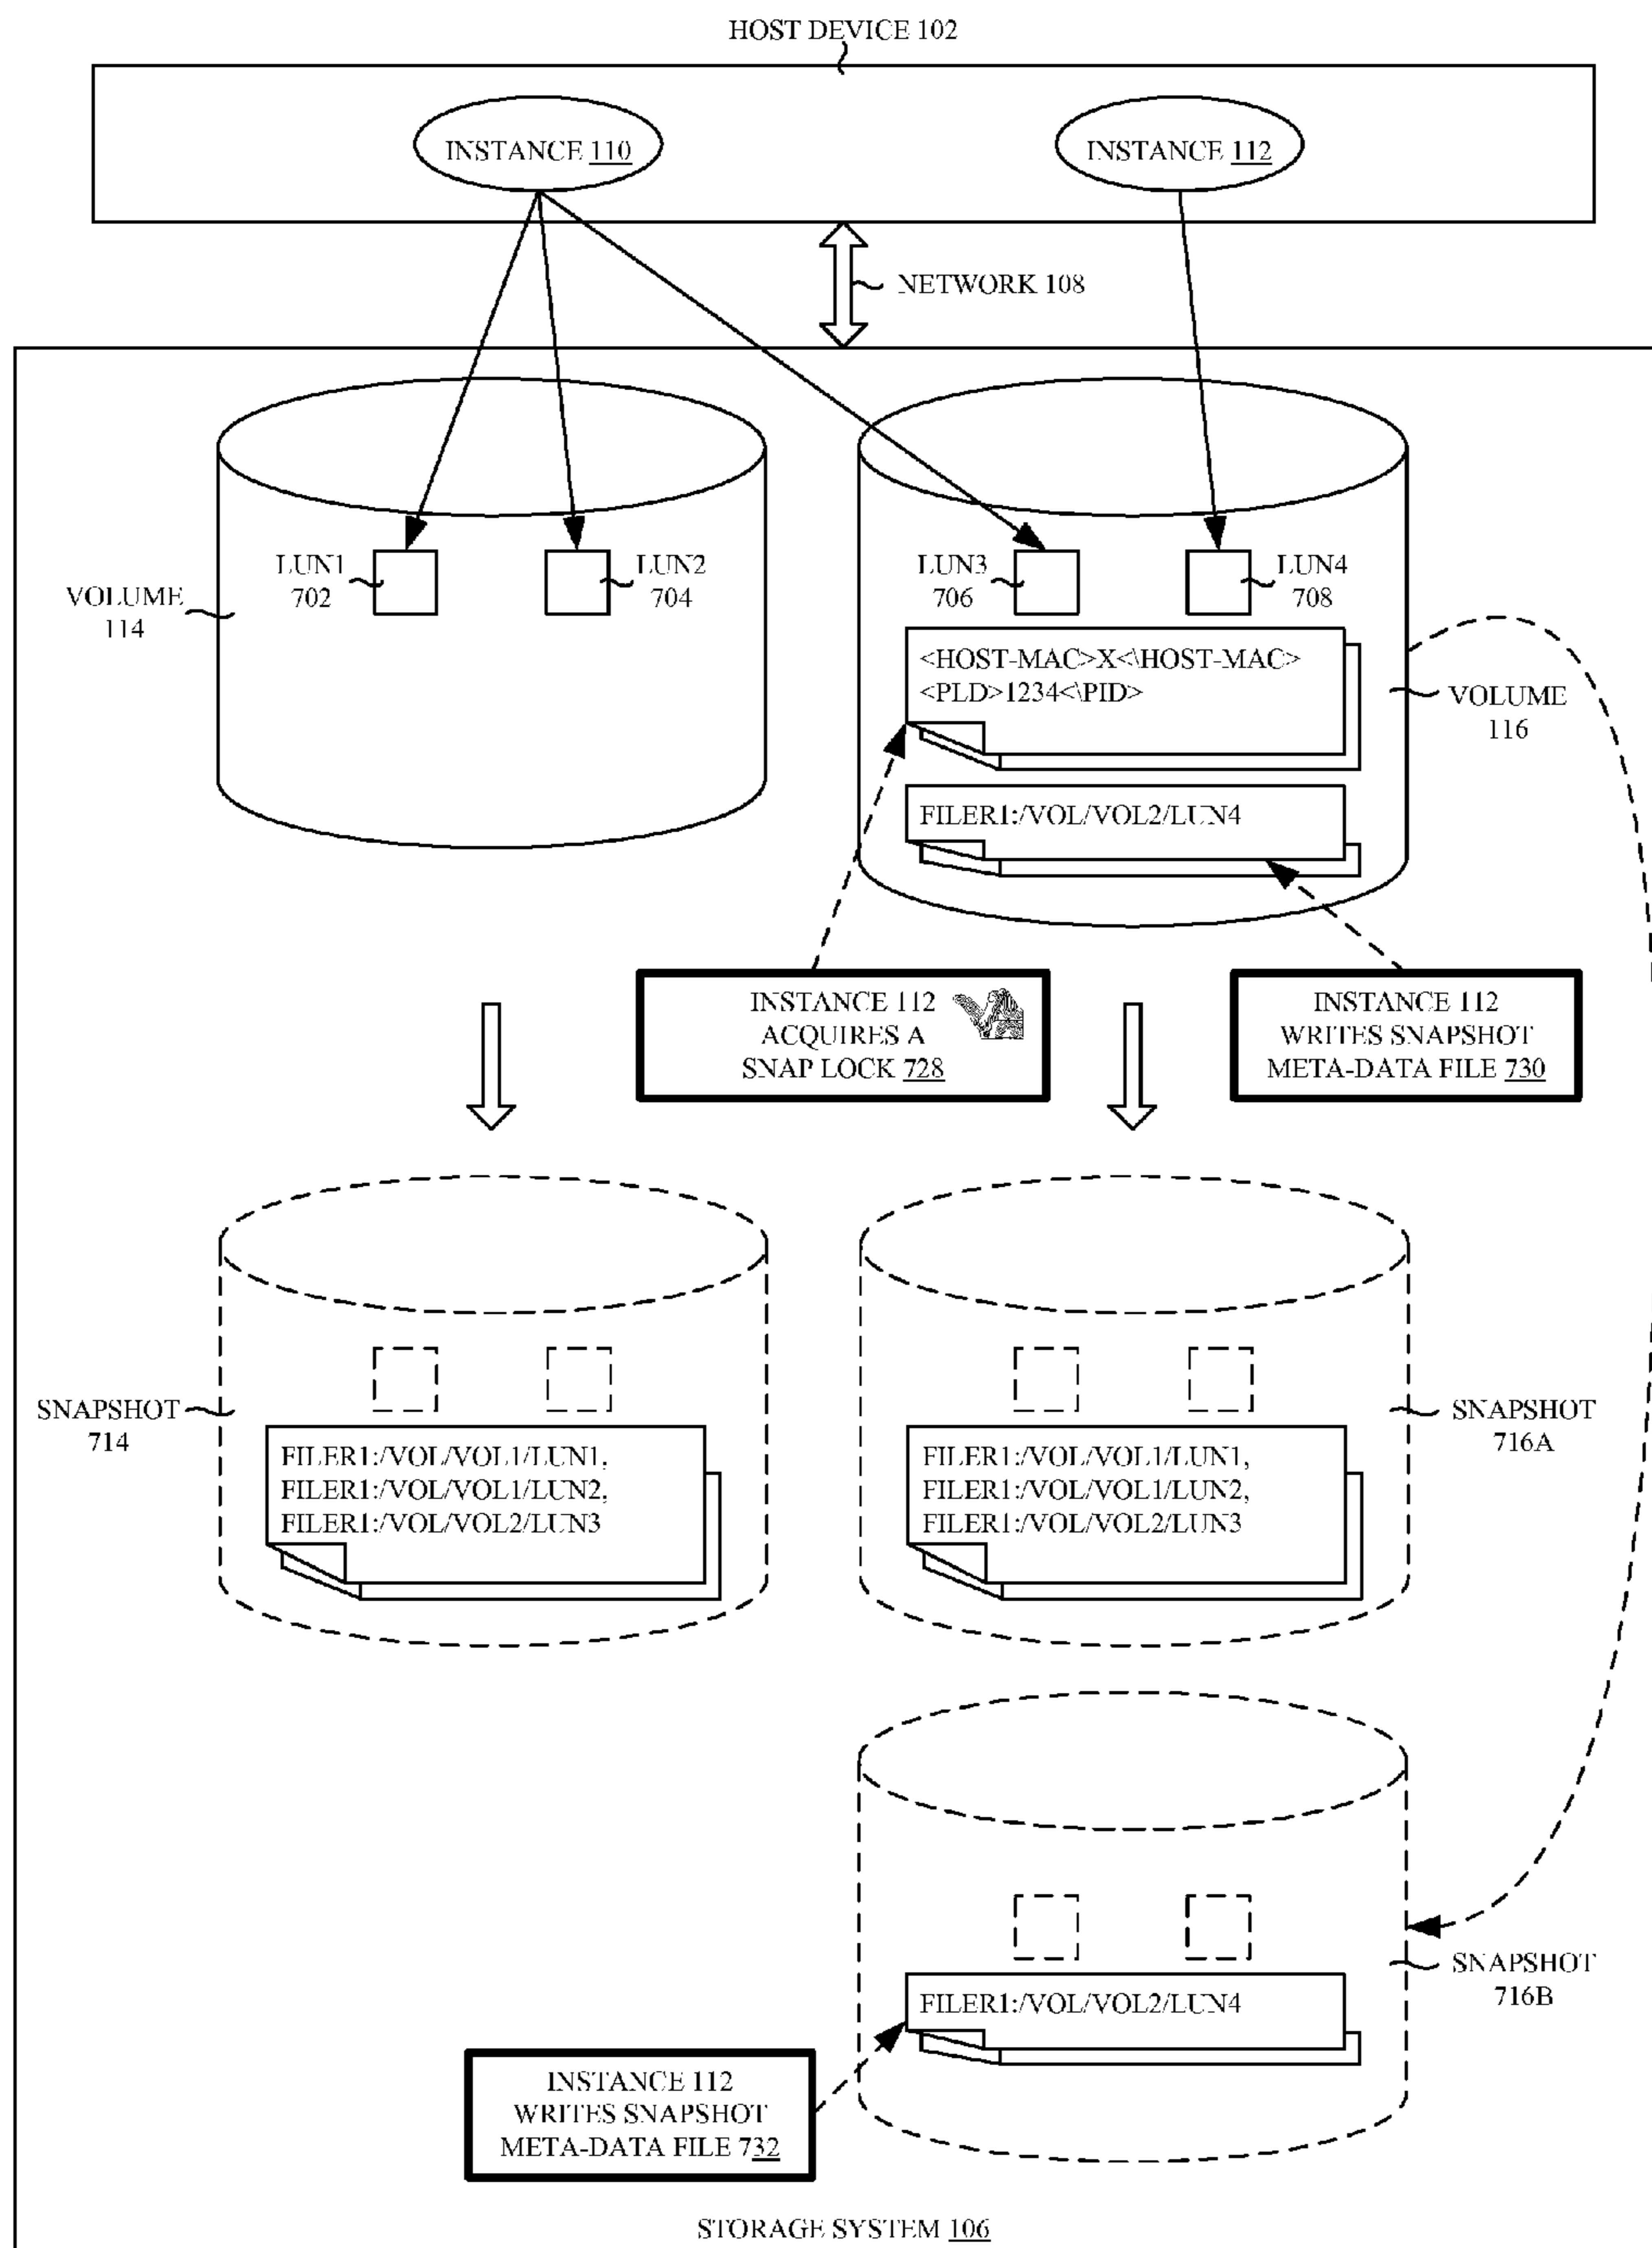 HOST DEVICE 102
INSTANCE 110
INSTANCE 112
NETWORK 108
LUN1
702
LUN2
704
LUN3
706
LUN4
708
VOLUME
114
<HOST-MAC>X<\HOST-MAC>
<PLD>1234<\PID>
VOLUME
116
FILER1:/VOL/VOL2/LUN4
INSTANCE 112
ACQUIRES A
SNAP LOCK 728
INSTANCE 112
WRITES SNAPSHOT
META-DATA FILE 730
SNAPSHOT
714
FILER1:/VOL/VOL1/LUN1,
FILER1:/VOL/VOL1/LUN2,
FILER1:/VOL/VOL2/LUN3
FILER1:/VOL/VOL1/LUN1,
FILER1:/VOL/VOL1/LUN2,
FILER1:/VOL/VOL2/LUN3
SNAPSHOT
716A
FILER1:/VOL/VOL2/LUN4
SNAPSHOT
716B
INSTANCE 112
WRITES SNAPSHOT
META-DATA FILE 732
STORAGE SYSTEM 106